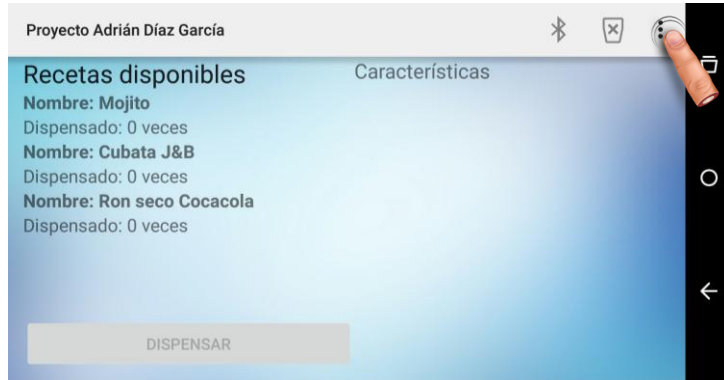 Proyecto Adrián Díaz García
Recetas disponibles
Nombre: Mojito
Dispensado: 0 veces
Nombre: Cubata J&B
Dispensado: 0 veces
Nombre: Ron seco Cocacola
Dispensado: 0 veces
Características
DISPENSAR